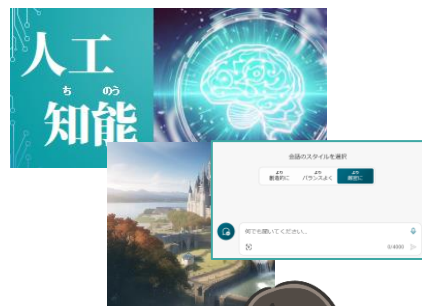 人工
ち のう
知能
会話のスタイルを選択
より より より
創造的に バランスよく 厳密に
何でも聞いてください...
0/4000